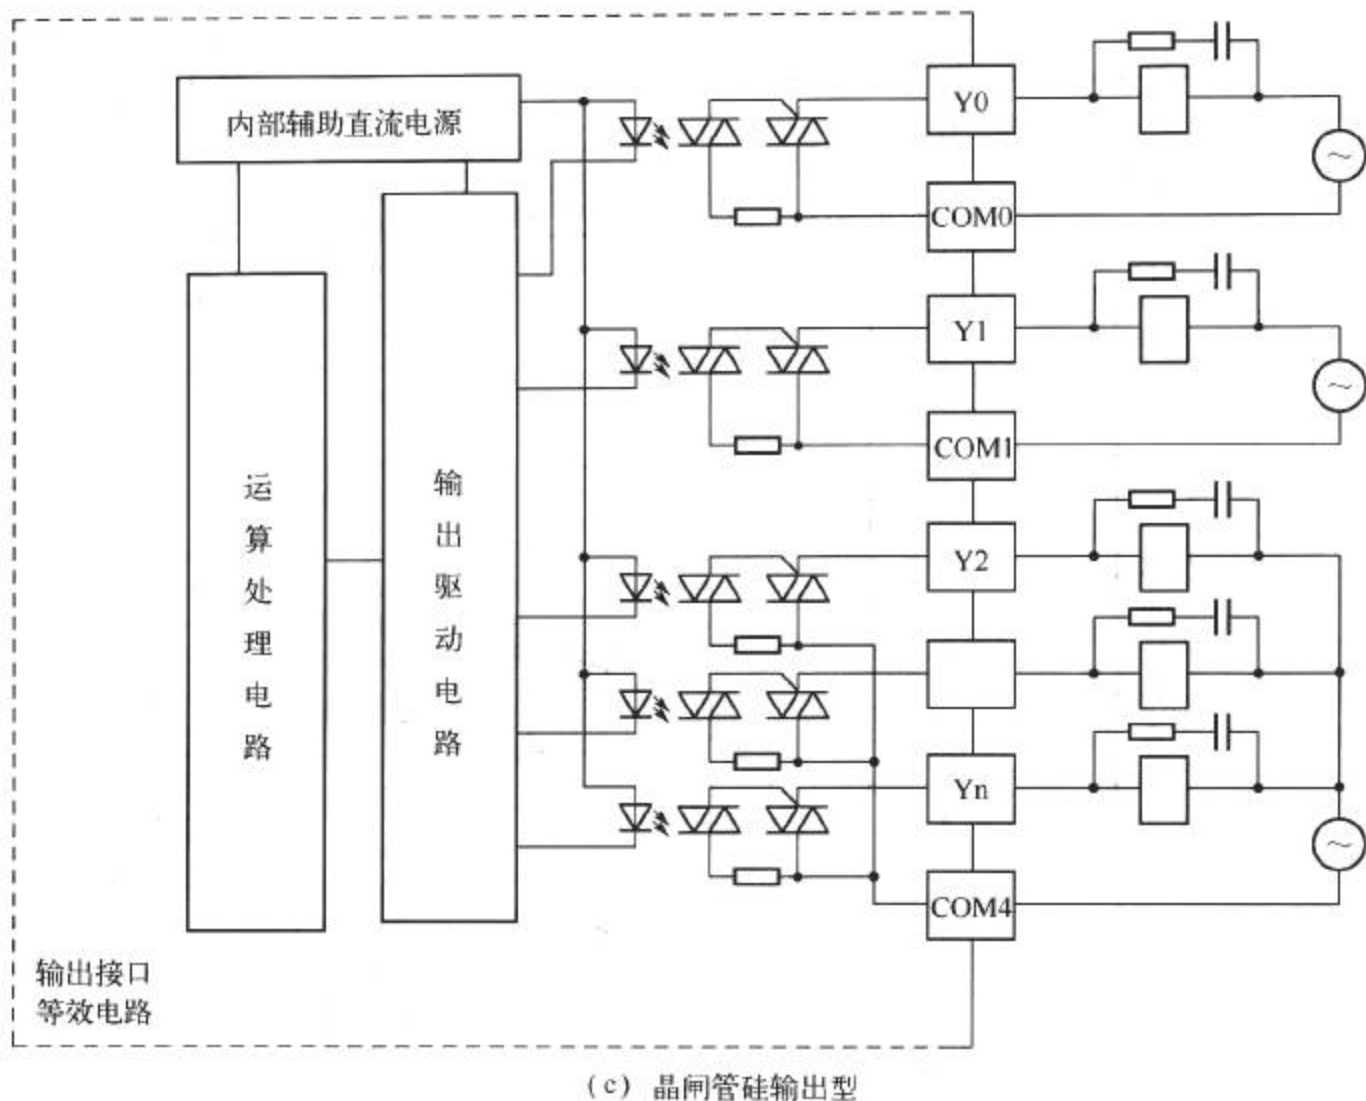 内部辅助直流电源
运算处理电路
输出驱动电路
Y0
COM0
Y1
COM1
Y2
Yn
COM4
~
~
~
输出接口
等效电路
(c) 晶闸管硅输出型